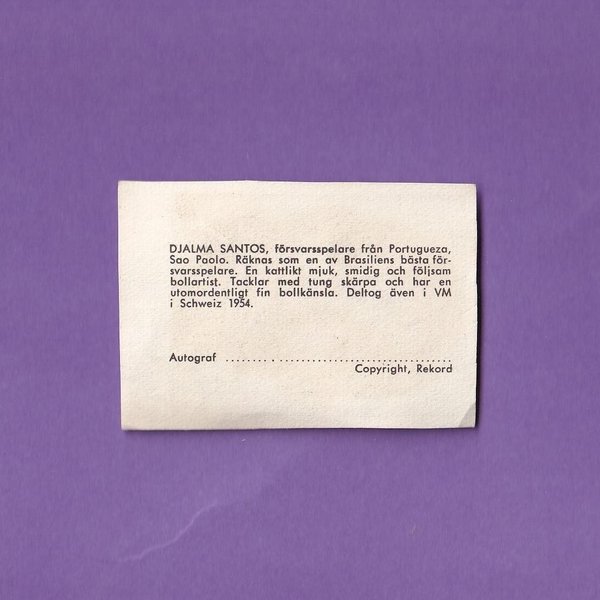 DJALMA SANTOS, försvarsspelare från Portugueza,
Sao Paolo. Räknas som en av Brasiliens bästa för-
svarsspelare. En kattlikt mjuk, smidig och följsam
bollartist. Tacklar med tung skärpa och har en
utomordentligt fin bollkänsla. Deltog även i VM
i Schweiz 1954.
Autograf ........................................
Copyright, Rekord